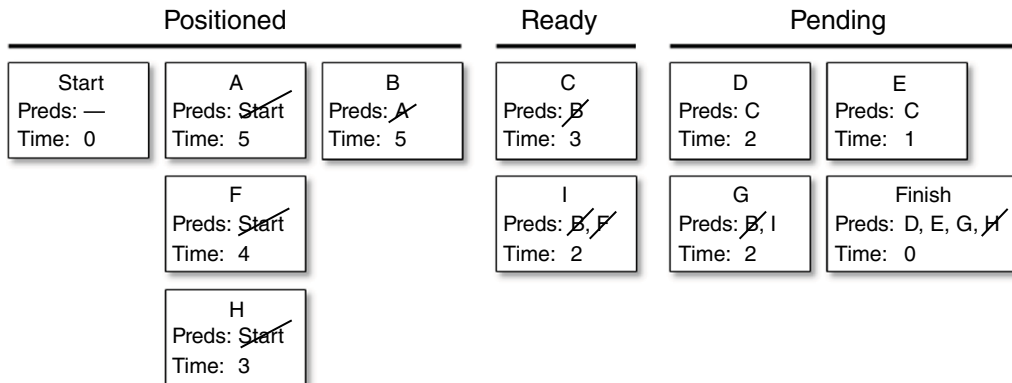 Positioned
Ready
Pending
Start
Preds: —
Time: 0
A
Preds: Start
Time: 5
B
Preds: A
Time: 5
C
Preds: B
Time: 3
D
Preds: C
Time: 2
E
Preds: C
Time: 1
F
Preds: Start
Time: 4
I
Preds: B, F
Time: 2
G
Preds: B, I
Time: 2
Finish
Preds: D, E, G, H
Time: 0
H
Preds: Start
Time: 3